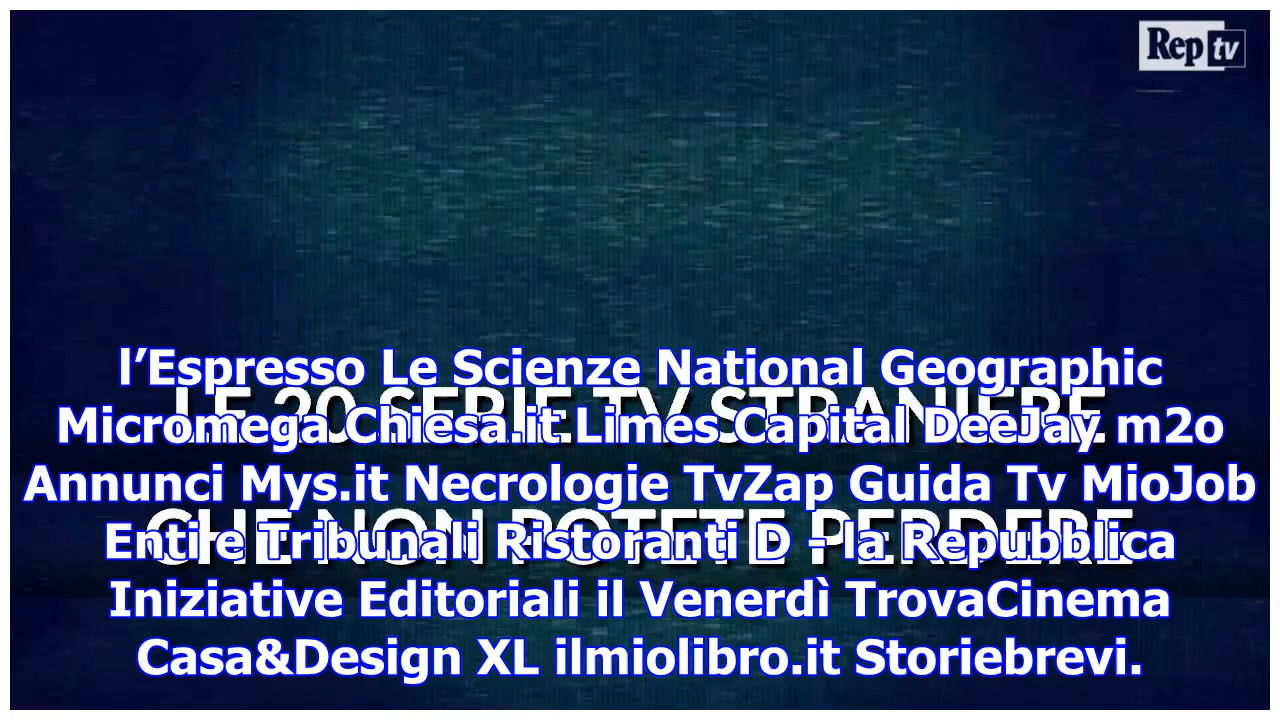 Rep tv
l’Espresso Le Scienze National Geographic
LE 20 SERIE TV STRANIERE
Micromega Chiesa.it Limes Capital DeeJay m2o
Annunci Mys.it Necrologie TvZap Guida Tv MioJob
CHE NON POTETE PERDERE
Enti e Tribunali Ristoranti D - la Repubblica
Iniziative Editoriali il Venerdì TrovaCinema
Casa&Design XL ilmiolibro.it Storiebrevi.